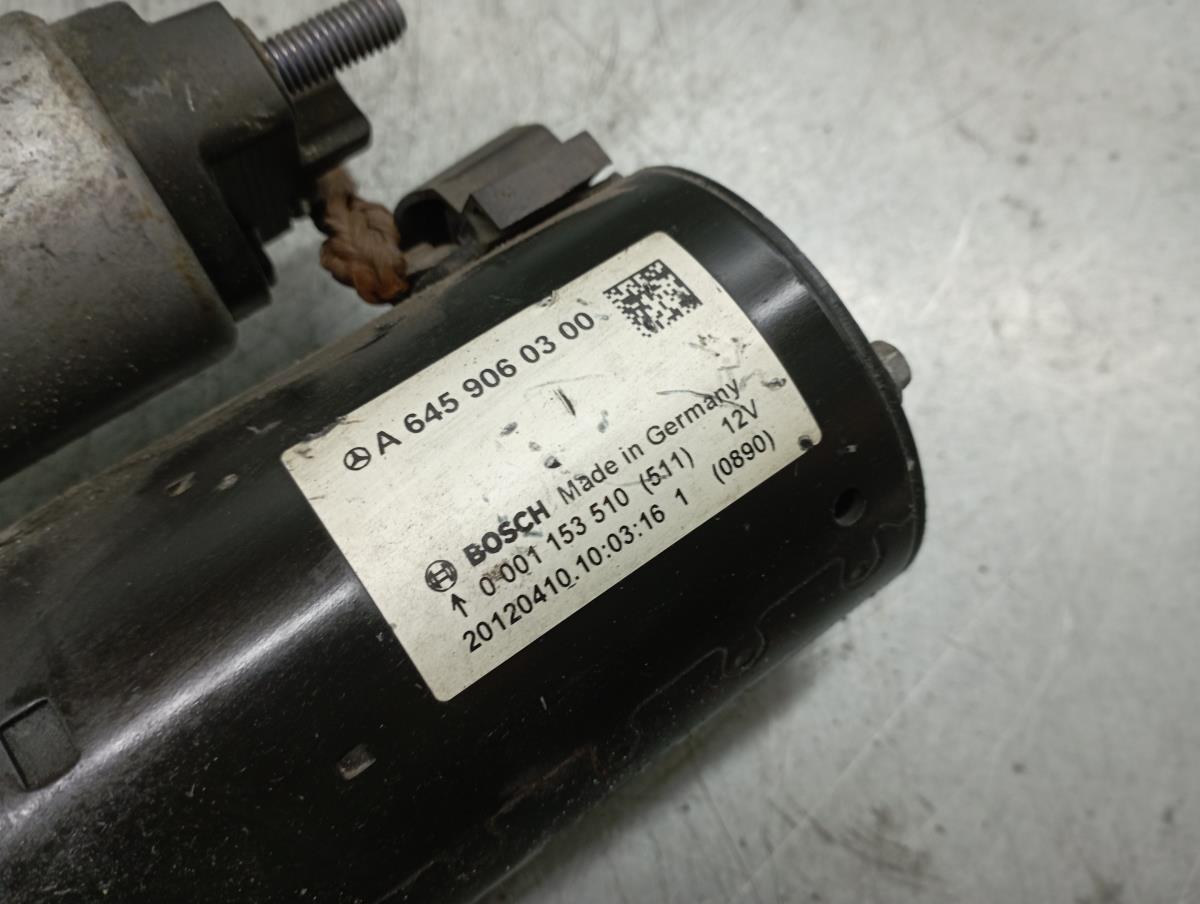 A 645 906 03 00
BOSCH Made in Germany
0 001 153 510 (511) 12V
20120410.10:03:16 1 (0890)